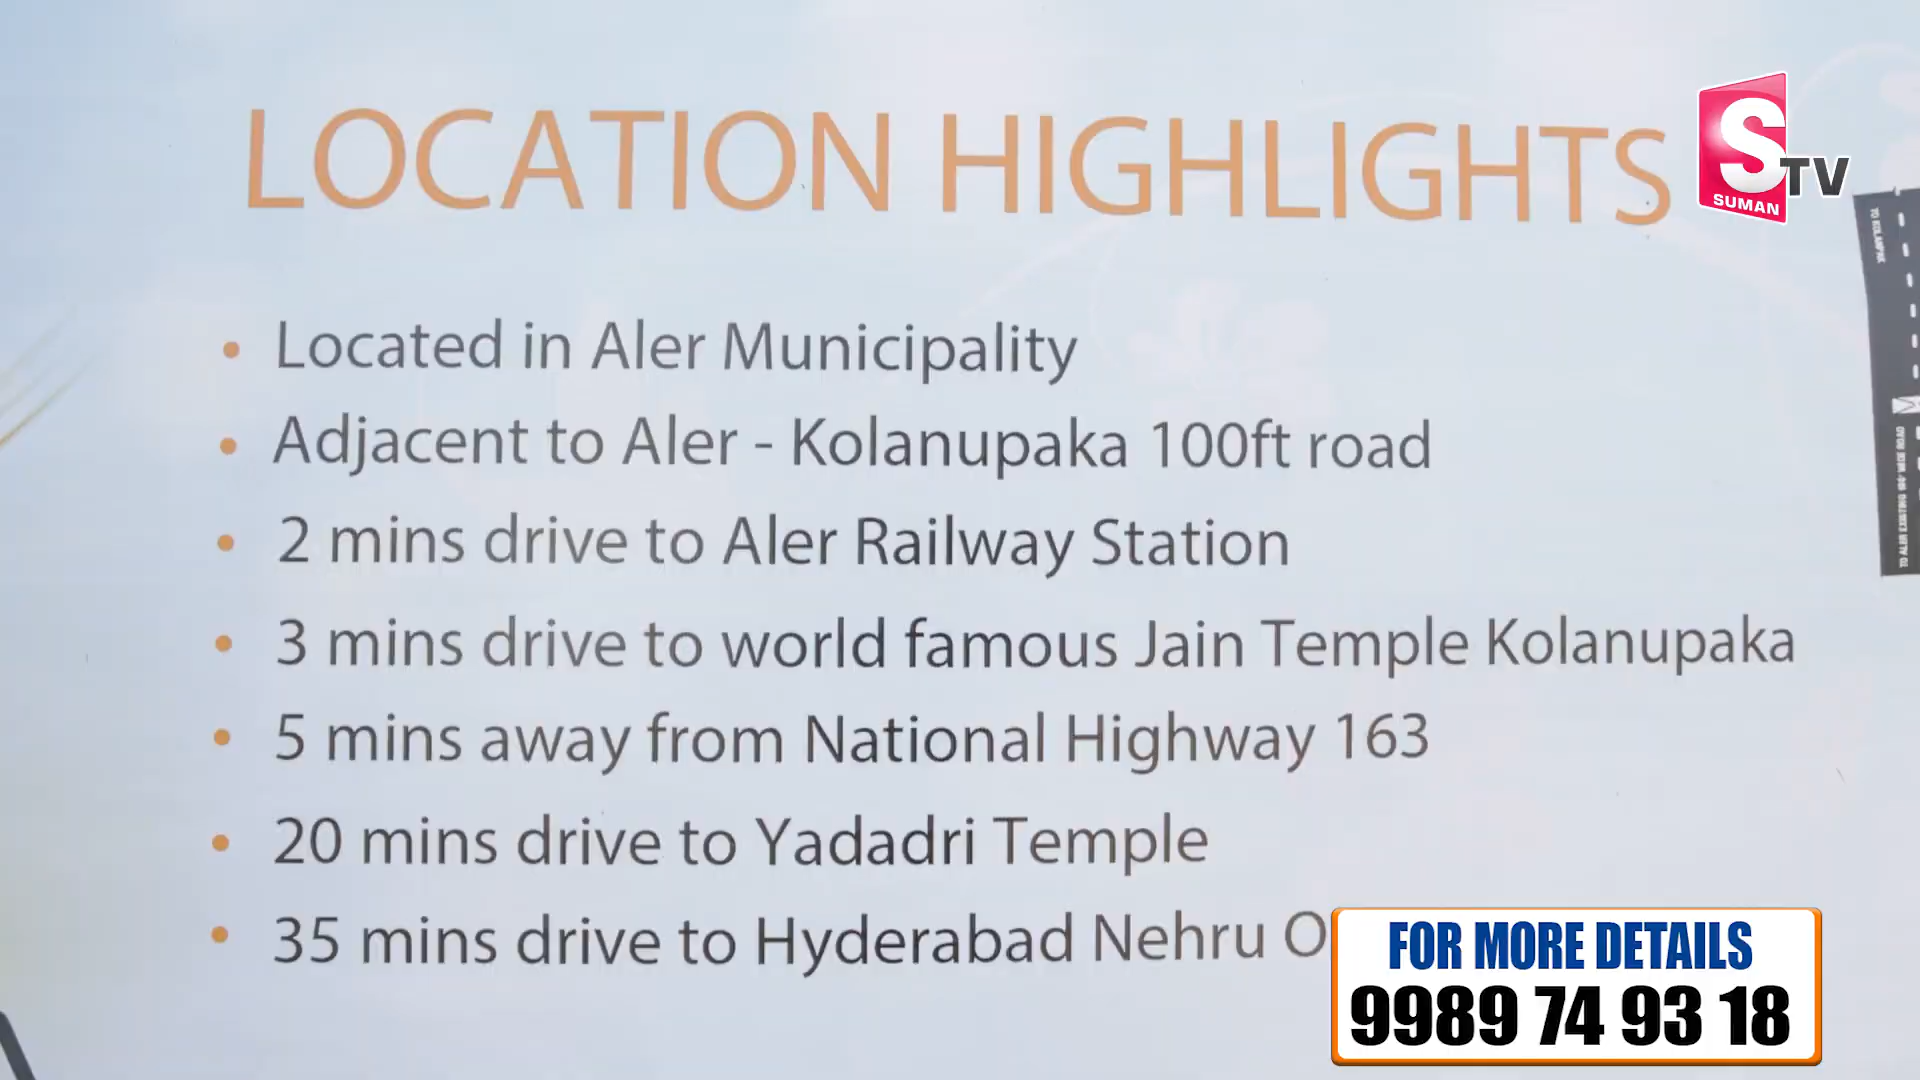 LOCATION HIGHLIGHTS
S TV
SUMAN
• Located in Aler Municipality
• Adjacent to Aler - Kolanupaka 100ft road
• 2 mins drive to Aler Railway Station
• 3 mins drive to world famous Jain Temple Kolanupaka
• 5 mins away from National Highway 163
• 20 mins drive to Yadadri Temple
• 35 mins drive to Hyderabad Nehru O
FOR MORE DETAILS
9989 74 93 18